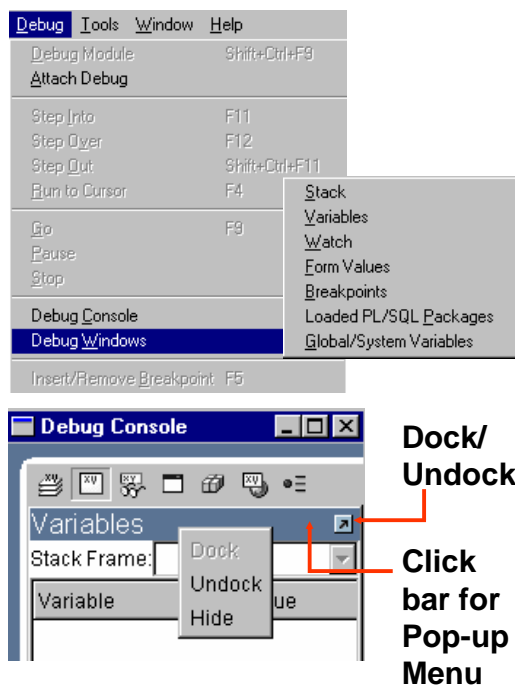 Debug Tools Window Help
Debug Module Shift+Ctrl+F9
Attach Debug
Step Into F11
Step Over F12
Step Out Shift+Ctrl+F11
Run to Cursor F4
Go F9
Pause
Stop
Debug Console
Debug Windows
Insert/Remove Breakpoint F5
Stack
Variables
Watch
Form Values
Breakpoints
Loaded PL/SQL Packages
Global/System Variables
Debug Console
Variables
Stack Frame:
Variable ue
Dock
Undock
Hide
Dock/
Undock
Click
bar for
Pop-up
Menu